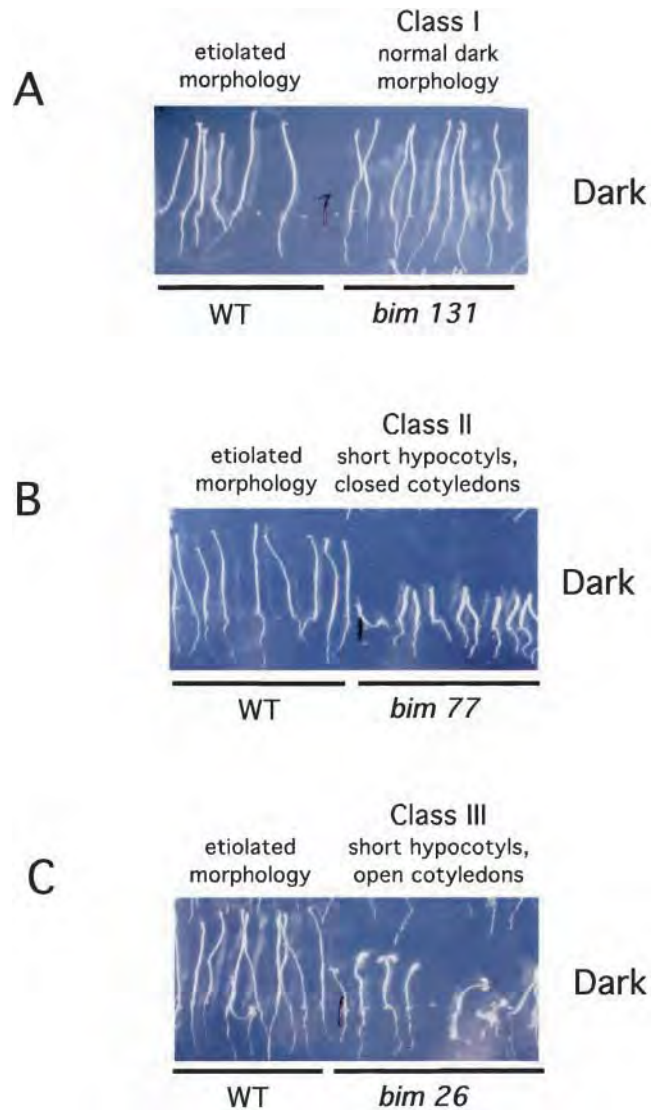 A
etiolated
morphology
Class I
normal dark
morphology
Dark
WT
bim 131
B
etiolated
morphology
Class II
short hypocotyls,
closed cotyledons
Dark
WT
bim 77
C
etiolated
morphology
Class III
short hypocotyls,
open cotyledons
Dark
WT
bim 26